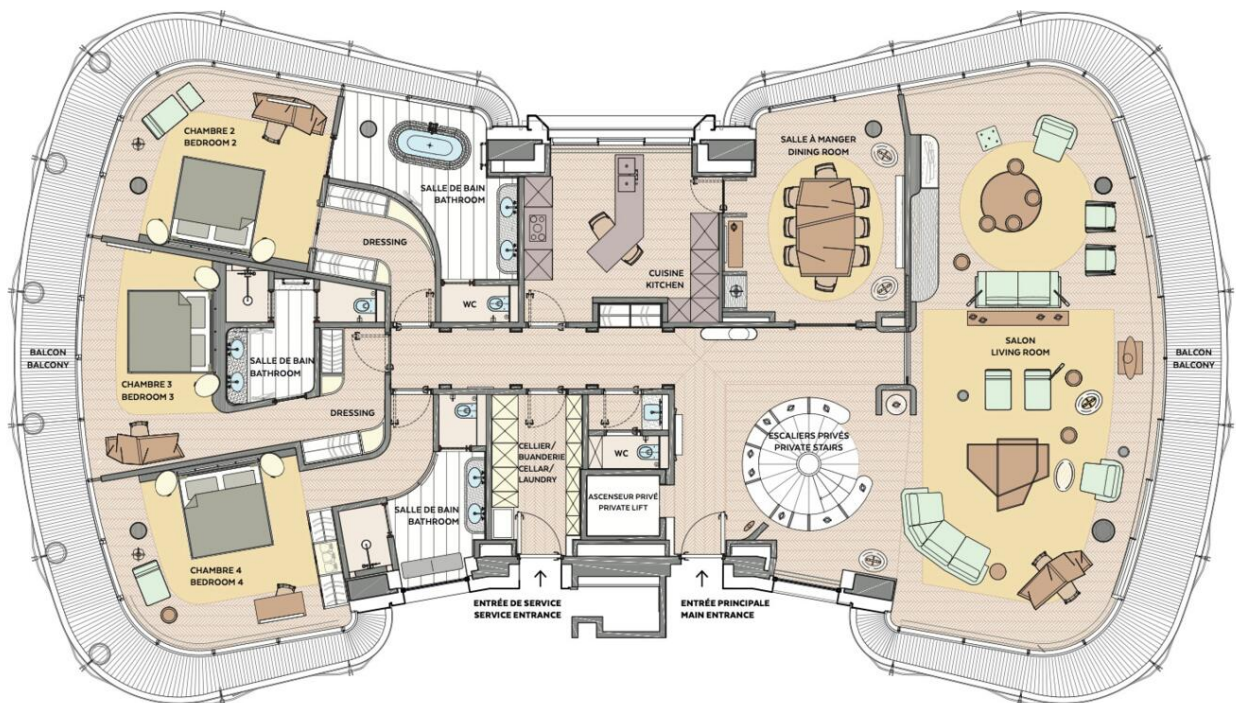 CHAMBRE 2
BEDROOM 2
SALLE DE BAIN
BATHROOM
DRESSING
WC
CUISINE
KITCHEN
SALLE À MANGER
DINING ROOM
SALON
LIVING ROOM
BALCON
BALCONY
BALCON
BALCONY
CHAMBRE 3
BEDROOM 3
SALLE DE BAIN
BATHROOM
DRESSING
CHAMBRE 4
BEDROOM 4
SALLE DE BAIN
BATHROOM
CELLIER/
BUANDERIE
CELLAR/
LAUNDRY
WC
ASCENSEUR PRIVÉ
PRIVATE LIFT
ESCALIERS PRIVÉS
PRIVATE STAIRS
ENTRÉE DE SERVICE
SERVICE ENTRANCE
ENTRÉE PRINCIPALE
MAIN ENTRANCE